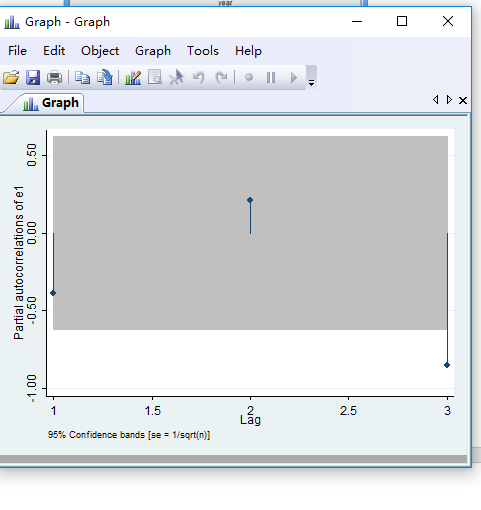 year
Graph - Graph
File Edit Object Graph Tools Help
Graph
Partial autocorrelations of e1
0.50
0.00
-0.50
-1.00
1 1.5 2 2.5 3
Lag
95% Confidence bands [se = 1/sqrt(n)]